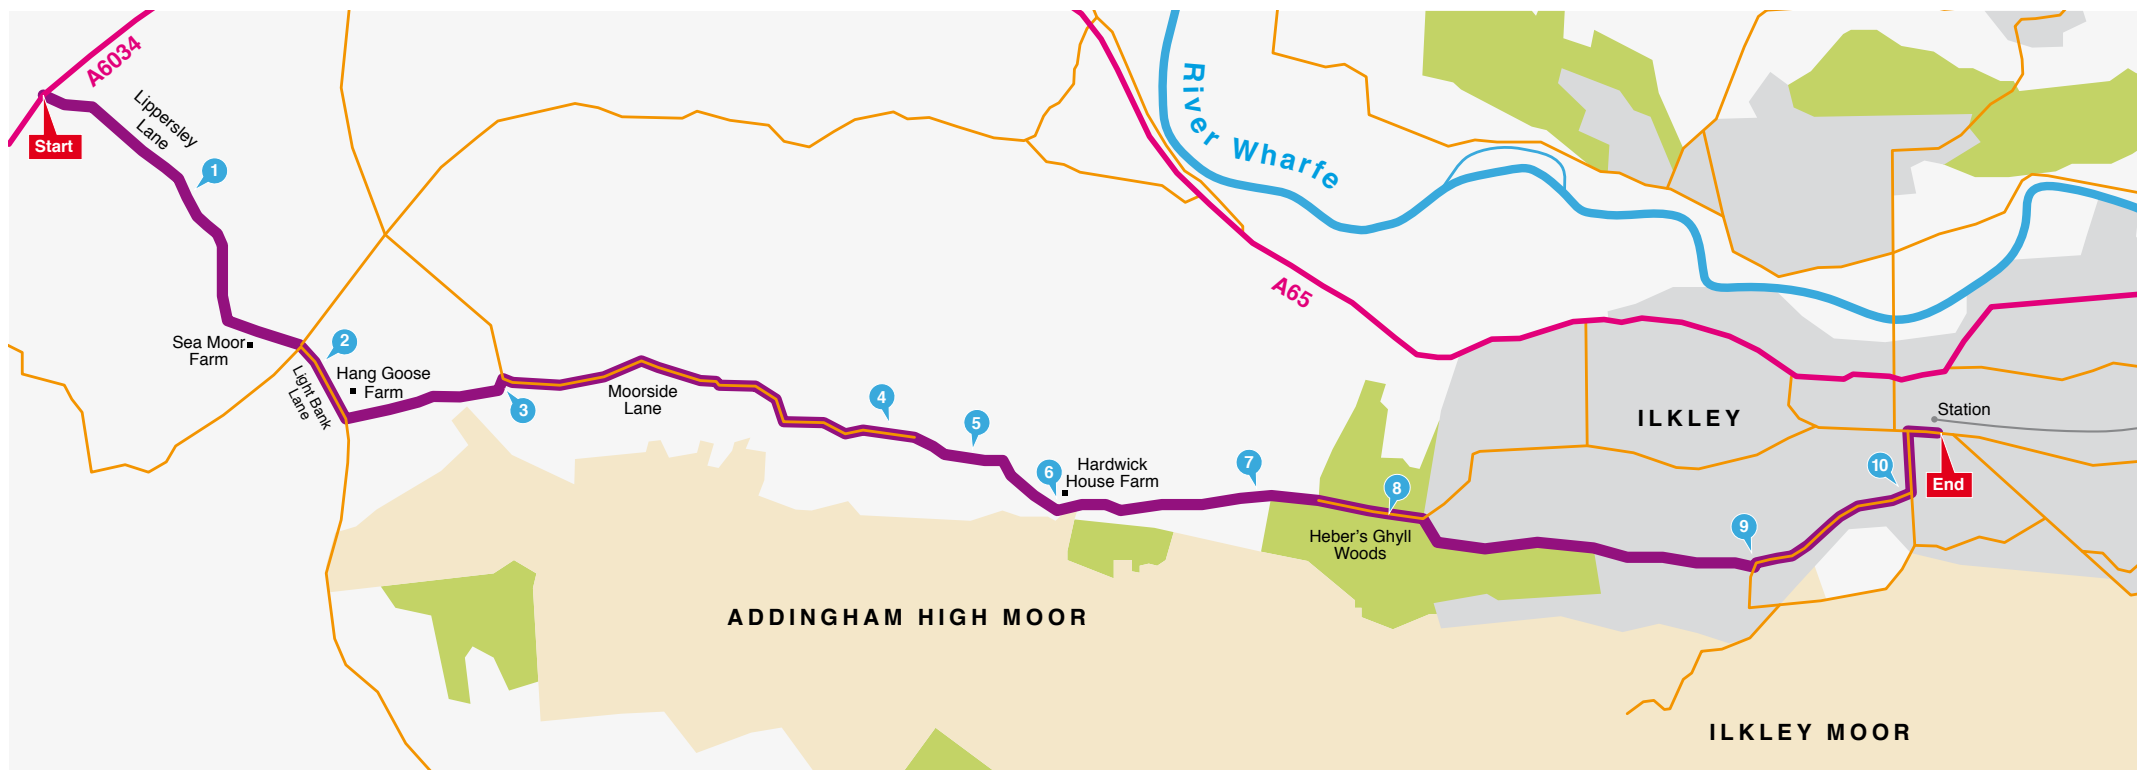 A6034
Start
Lippersley
Lane
1
Sea Moor
Farm
2
Light Bank
Lane
Hang Goose
Farm
3
Moorside
Lane
4
5
6
Hardwick
House Farm
7
8
Heber's Ghyll
Woods
9
10
End
Station
ILKLEY
River Wharfe
A65
ADDINGHAM HIGH MOOR
ILKLEY MOOR